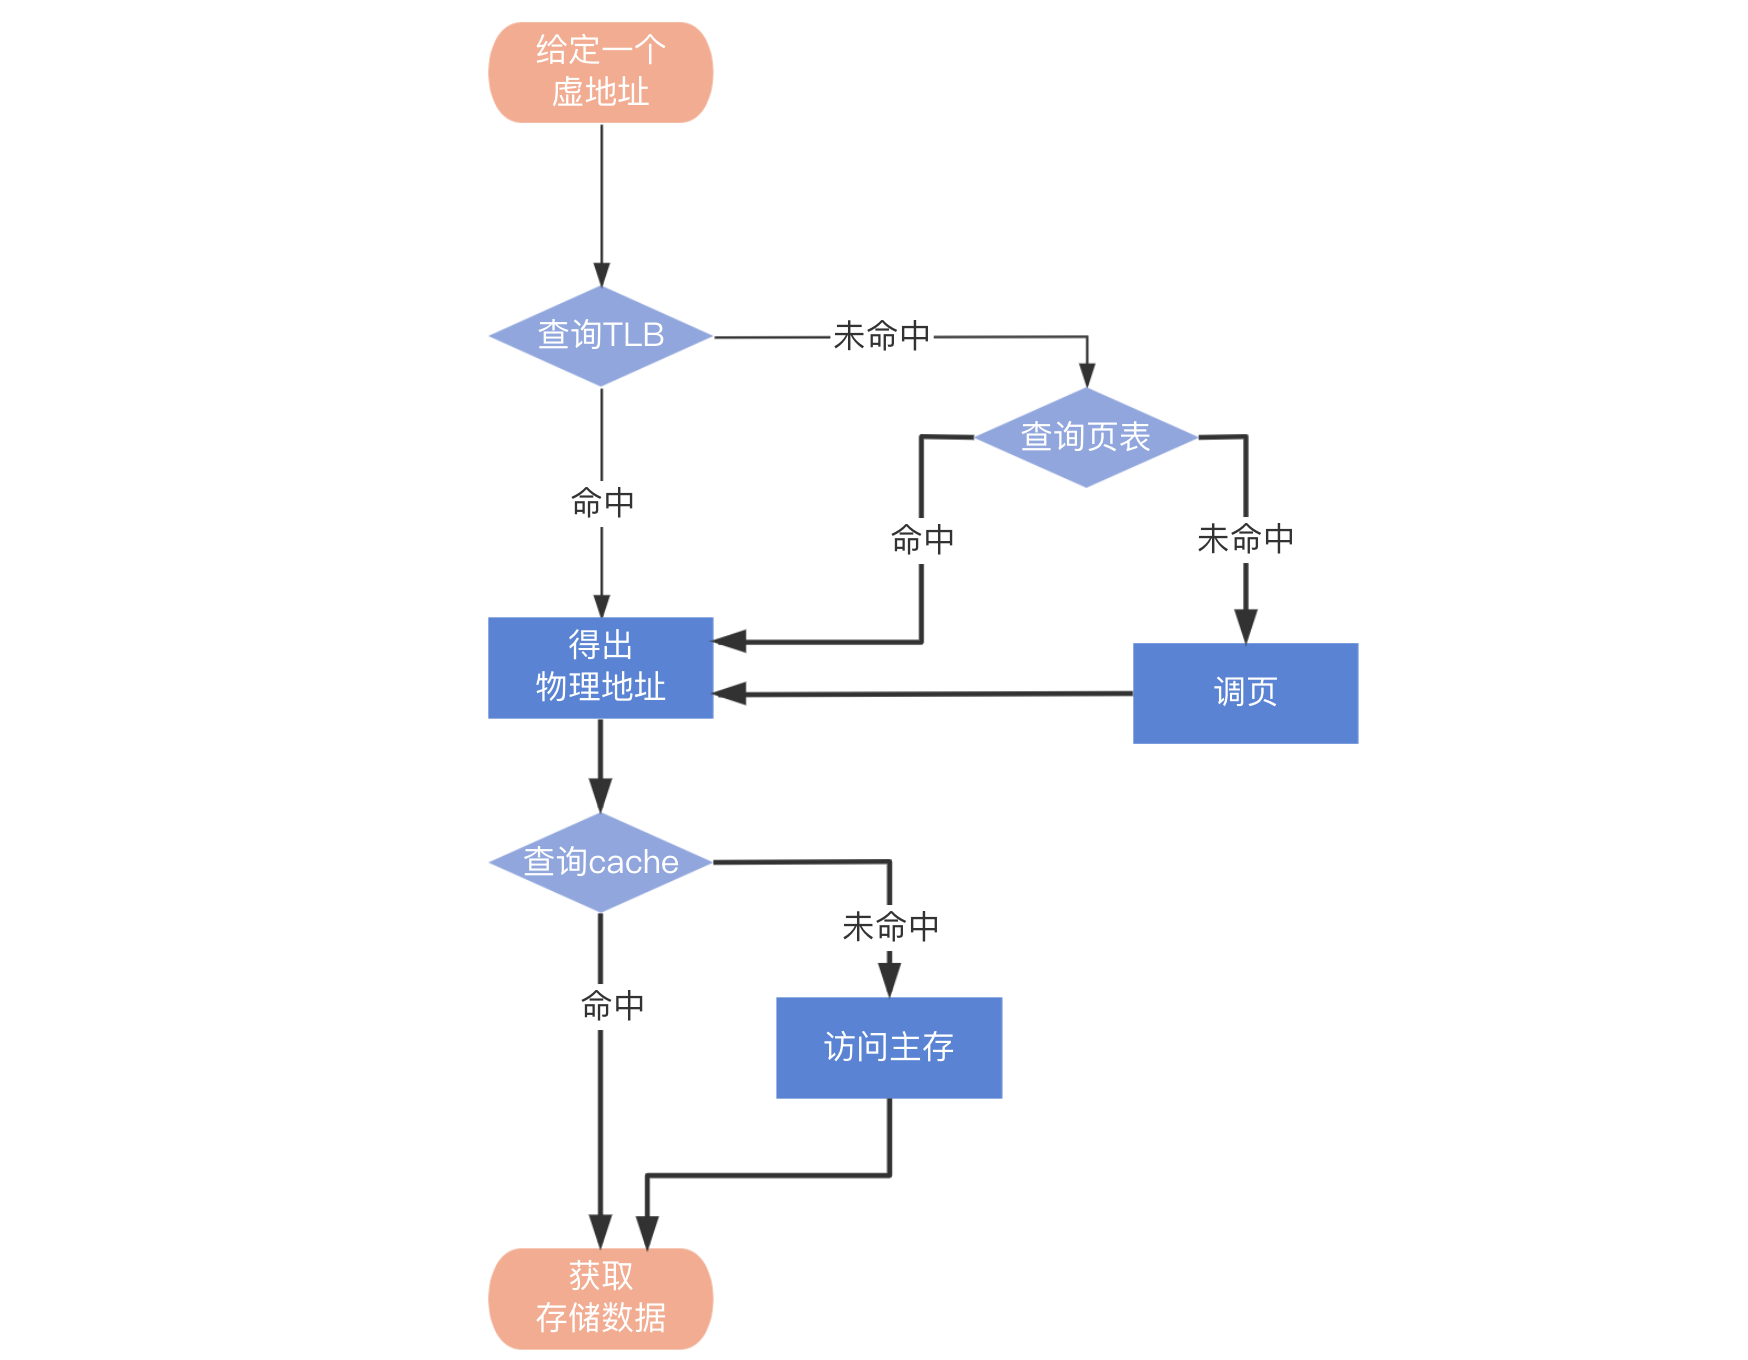 给定一个
虚地址
查询TLB
未命中
查询页表
命中
命中
未命中
得出
物理地址
调页
查询cache
未命中
命中
访问主存
获取
存储数据